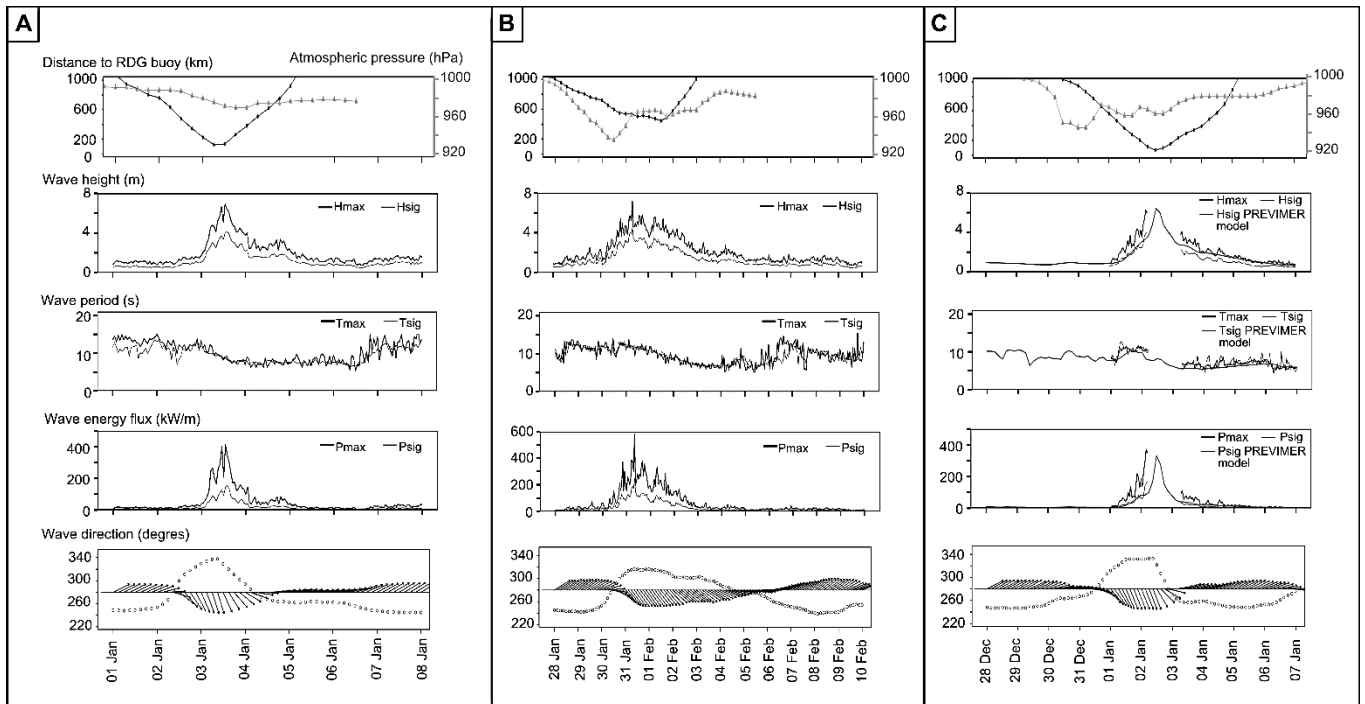 A
Distance to RDG buoy (km)
Atmospheric pressure (hPa)
1000
600
200
0
1000
960
920
Wave height (m)
8
4
2
0
Hmax Hsig
Wave period (s)
20
10
0
Tmax Tsig
Wave energy flux (kW/m)
400
200
0
Pmax Psig
Wave direction (degres)
340
300
260
220
01 Jan
02 Jan
03 Jan
04 Jan
05 Jan
07 Jan
08 Jan
B
1000
600
200
0
1000
960
920
8
4
2
0
Hmax Hsig
20
10
0
Tmax Tsig
600
400
200
0
Pmax Psig
340
300
260
220
28 Jan
29 Jan
30 Jan
31 Jan
01 Feb
02 Feb
03 Feb
04 Feb
05 Feb
06 Feb
07 Feb
08 Feb
09 Feb
10 Feb
C
1000
600
200
0
1000
960
920
8
4
2
0
Hmax Hsig
Hsig PREVIMER
model
20
10
0
Tmax Tsig
Tsig PREVIMER
model
400
200
0
Pmax Psig
Psig PREVIMER
model
340
300
260
220
28 Dec
29 Dec
30 Dec
31 Dec
01 Jan
02 Jan
03 Jan
04 Jan
05 Jan
06 Jan
07 Jan